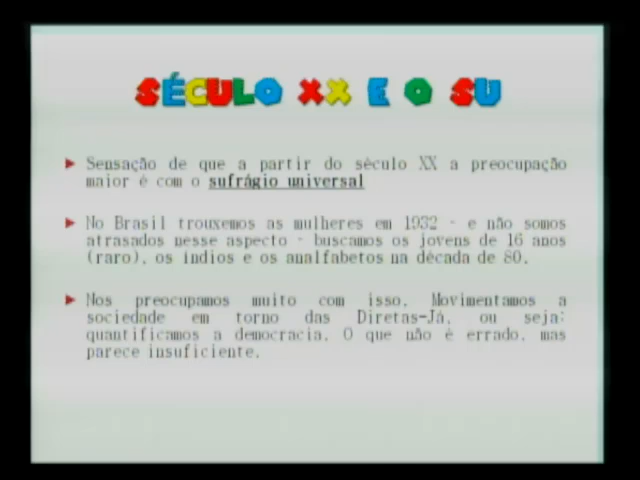 SÉCULO XX E O SU
Sensação de que a partir do século XX a preocupação
maior é com o sufrágio universal
No Brasil trouxemos as mulheres em 1932 - e não somos
atrasados nesse aspecto - buscamos os jovens de 16 anos
(raro), os índios e os analfabetos na década de 80.
Nos preocupamos muito com isso. Movimentamos a
sociedade em torno das Diretas-Já, ou seja:
quantificamos a democracia. O que não é errado, mas
parece insuficiente.